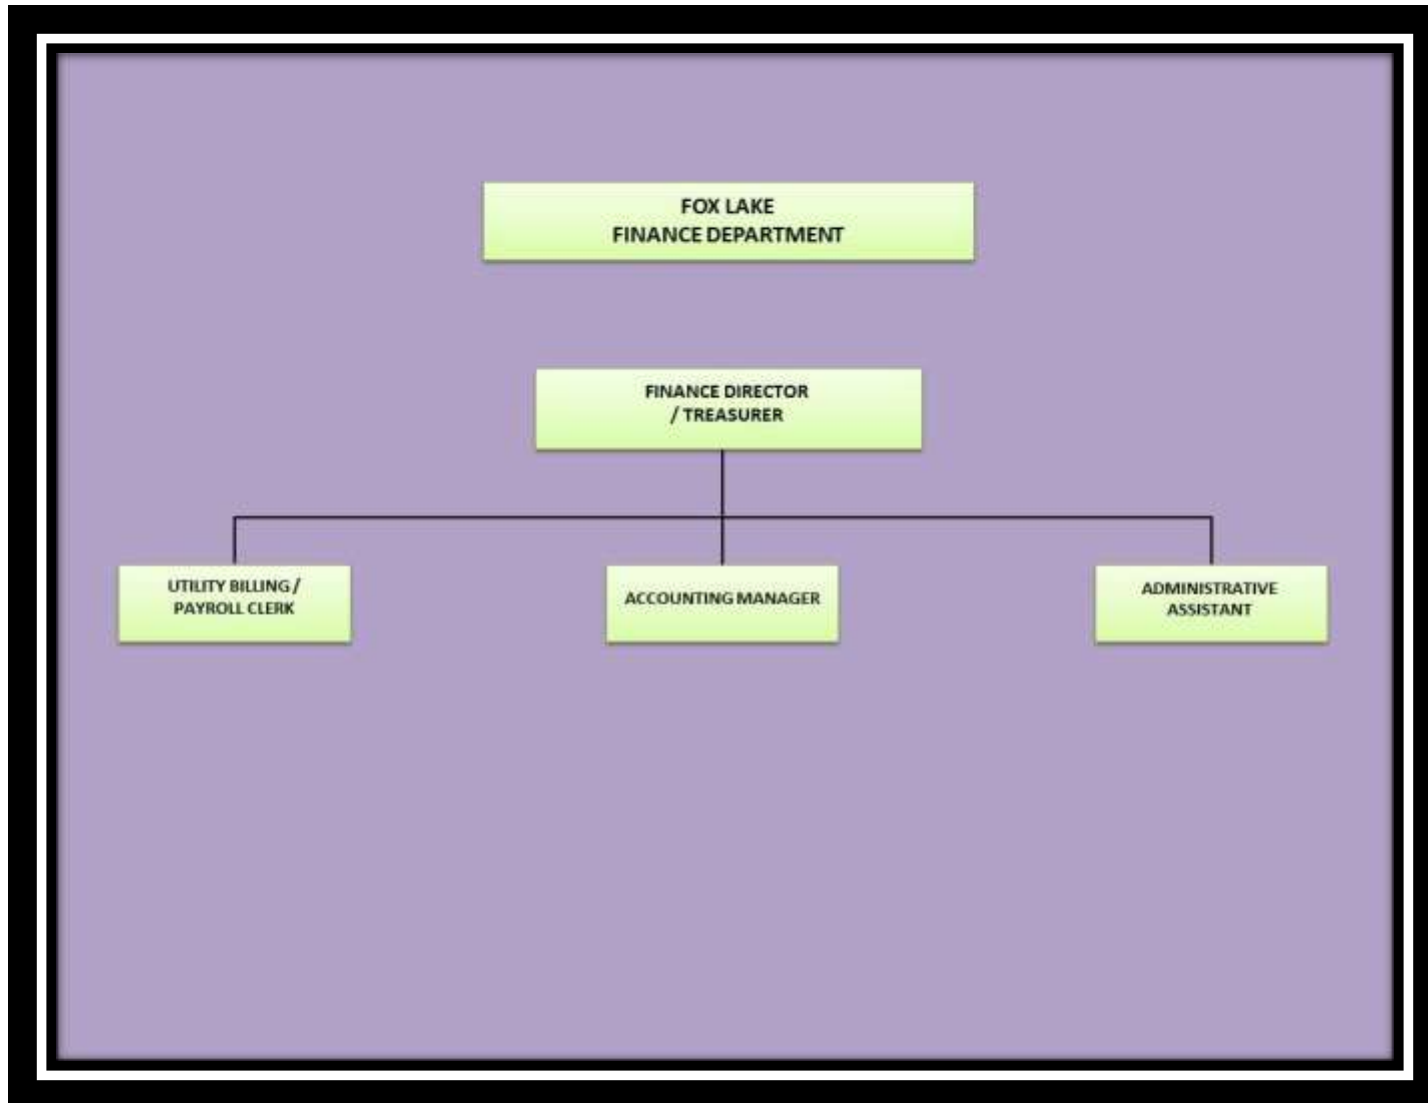 FOX LAKE
FINANCE DEPARTMENT
FINANCE DIRECTOR
/ TREASURER
UTILITY BILLING /
PAYROLL CLERK
ACCOUNTING MANAGER
ADMINISTRATIVE
ASSISTANT